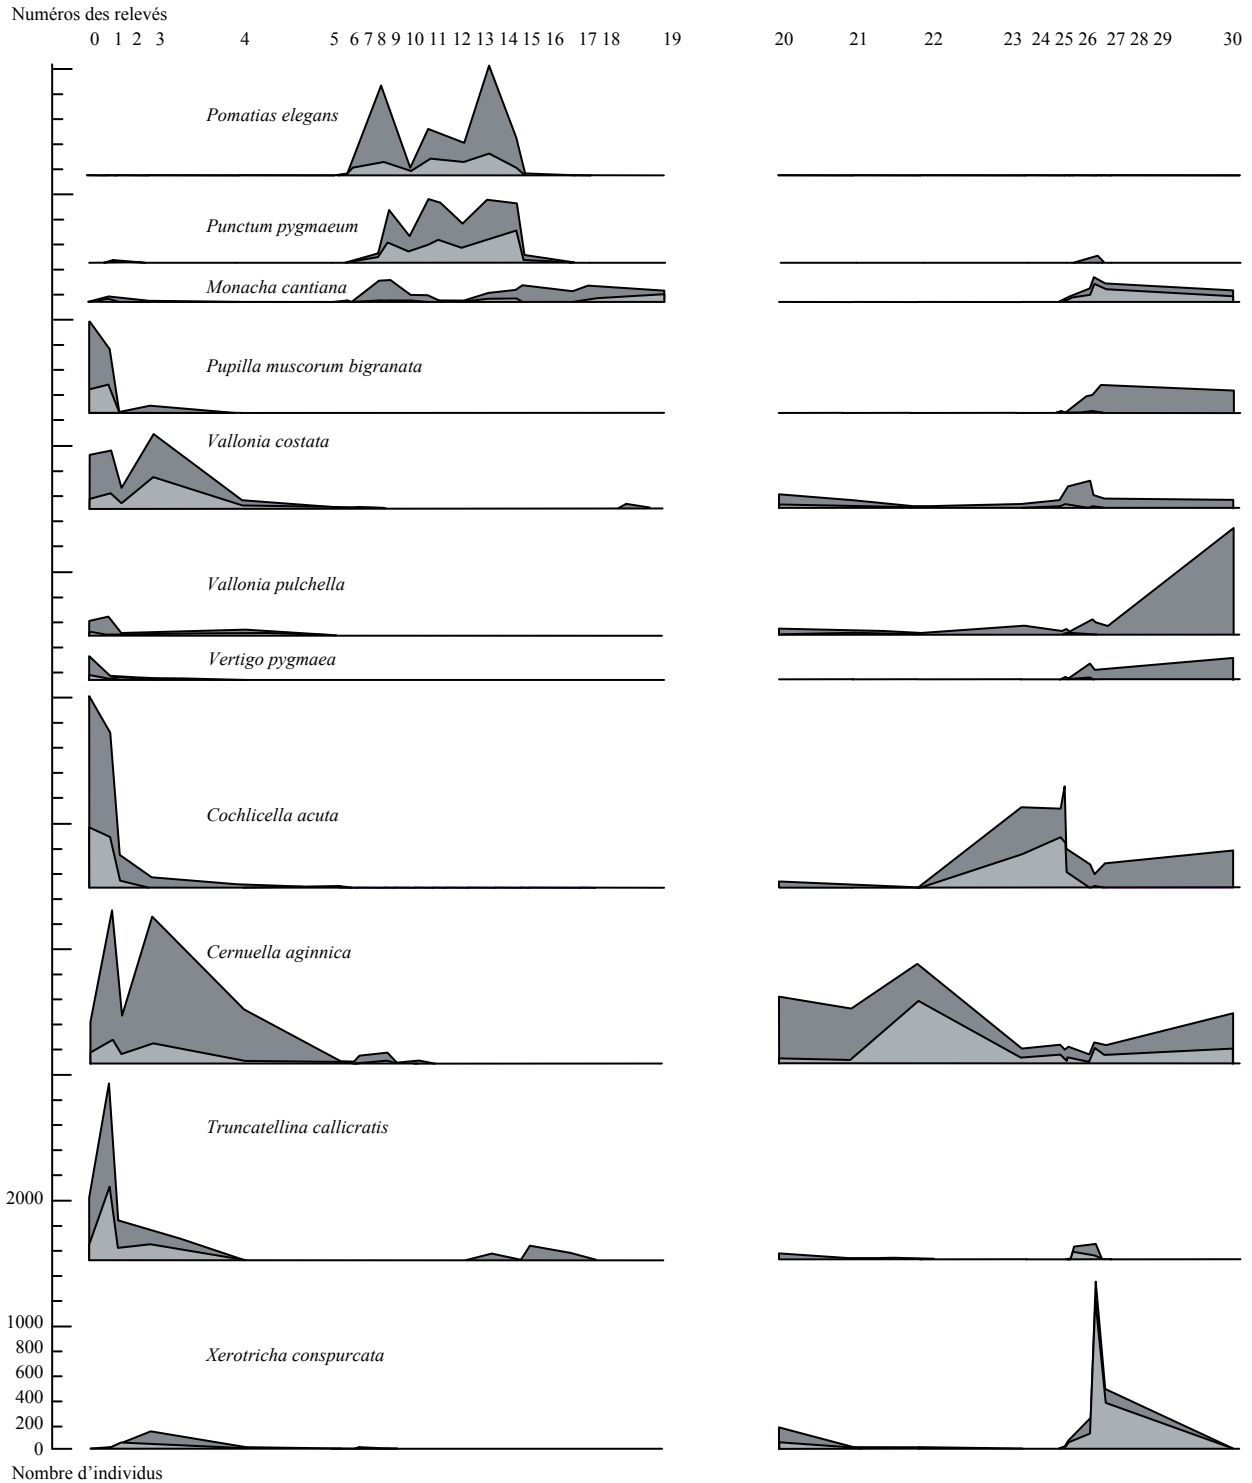 Numéros des relevés
0 1 2 3 4 5 6 7 8 9 10 11 12 13 14 15 16 17 18 19 20 21 22 23 24 25 26 27 28 29 30
Pomatias elegans
Punctum pygmaeum
Monacha cantiana
Pupilla muscorum bigranata
Vallonia costata
Vallonia pulchella
Vertigo pygmaea
Cochlicella acuta
Cernuella aginnica
Truncatellina callicratis
2000
1000
800
Xerotricha conspurcata
600
400
200
0
Nombre d'individus